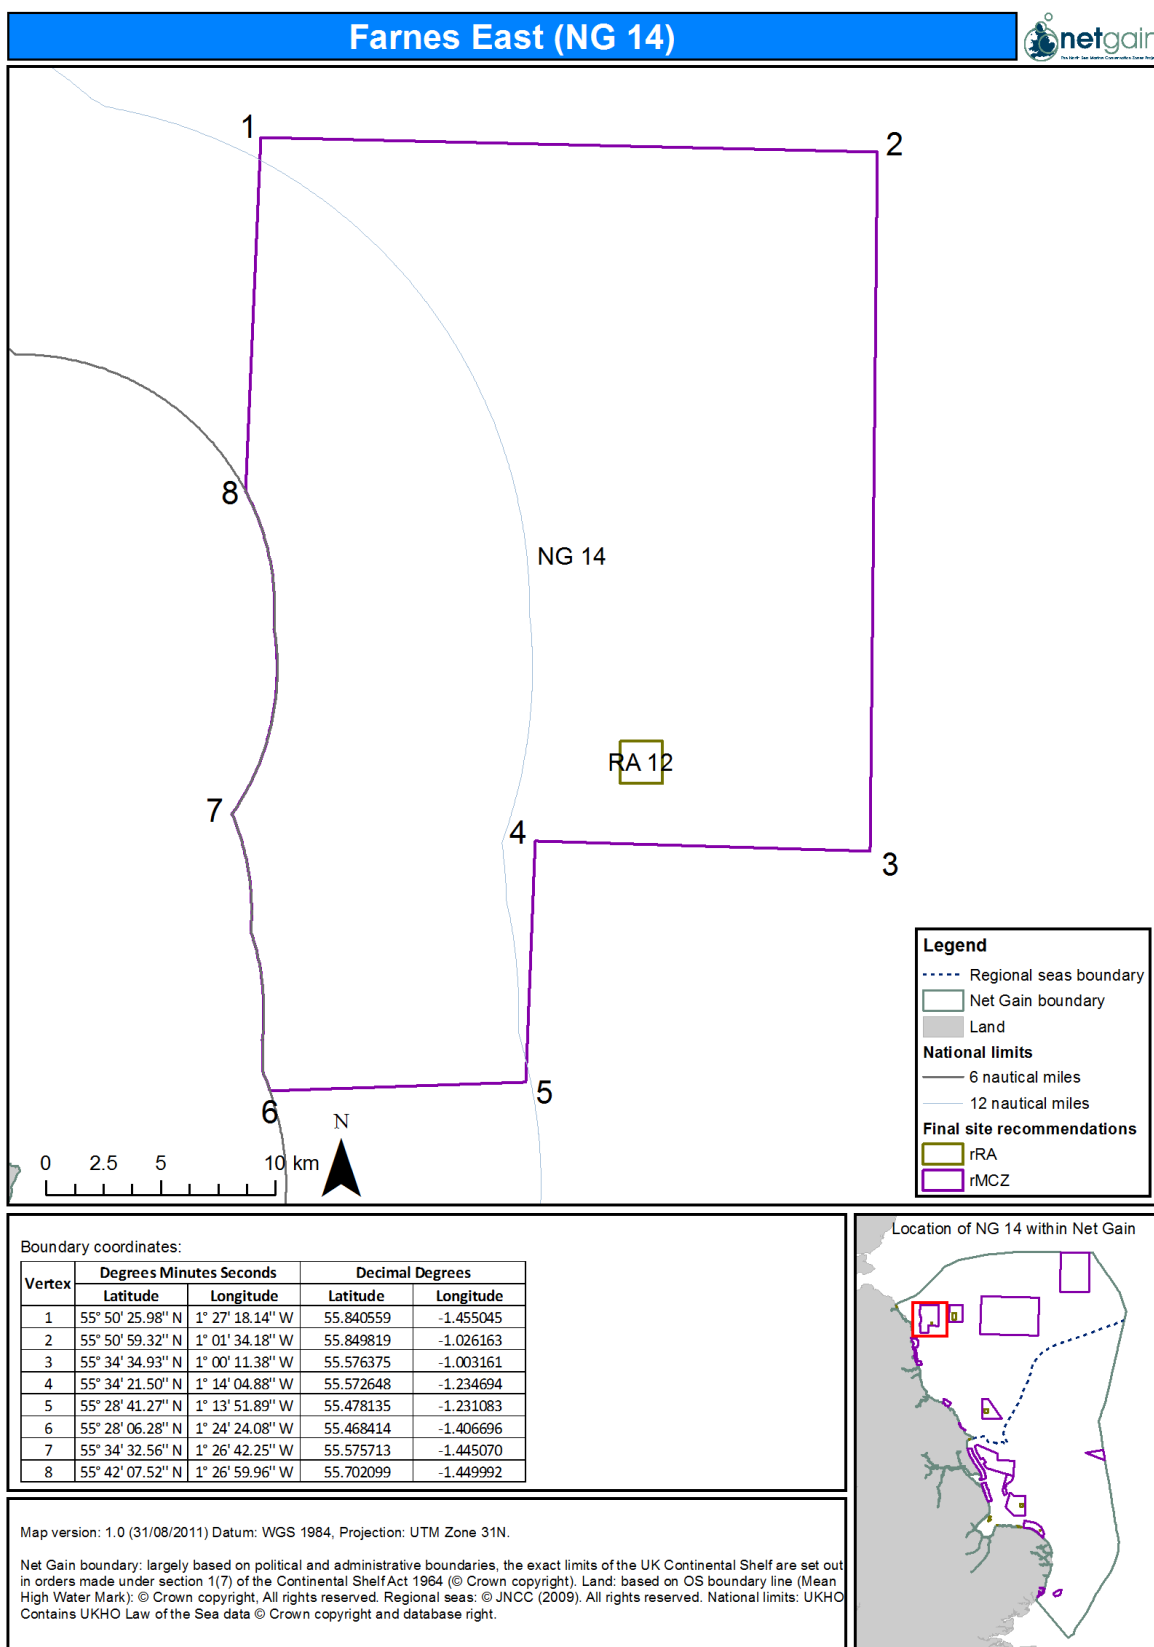 Farnes East (NG 14)
netgain
1
2
8
NG 14
RA 12
7
4
3
5
6
N
0 2.5 5 10 km
Legend
Regional seas boundary
Net Gain boundary
Land
National limits
6 nautical miles
12 nautical miles
Final site recommendations
rRA
rMCZ
Boundary coordinates:
Vertex Degrees Minutes Seconds Decimal Degrees
Latitude Longitude Latitude Longitude
1 55° 50' 25.98'' N 1° 27' 18.14'' W 55.840559 -1.455045
2 55° 50' 59.32'' N 1° 01' 34.18'' W 55.849819 -1.026163
3 55° 34' 34.93'' N 1° 00' 11.38'' W 55.576375 -1.003161
4 55° 34' 21.50'' N 1° 14' 04.88'' W 55.572648 -1.234694
5 55° 28' 41.27'' N 1° 13' 51.89'' W 55.478135 -1.231083
6 55° 28' 06.28'' N 1° 24' 24.08'' W 55.468414 -1.406696
7 55° 34' 32.56'' N 1° 26' 42.25'' W 55.575713 -1.445070
8 55° 42' 07.52'' N 1° 26' 59.96'' W 55.702099 -1.449992
Location of NG 14 within Net Gain
Map version: 1.0 (31/08/2011) Datum: WGS 1984, Projection: UTM Zone 31N.
Net Gain boundary: largely based on political and administrative boundaries, the exact limits of the UK Continental Shelf are set out
in orders made under section 1(7) of the Continental Shelf Act 1964 (© Crown copyright). Land: based on OS boundary line (Mean
High Water Mark): © Crown copyright, All rights reserved. Regional seas: © JNCC (2009). All rights reserved. National limits: UKHO
Contains UKHO Law of the Sea data © Crown copyright and database right.